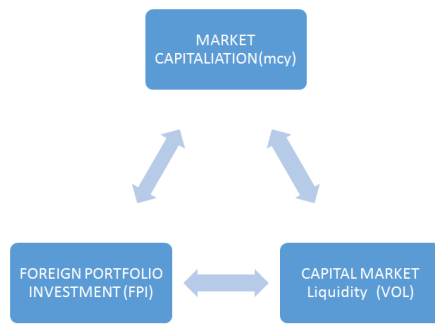 MARKET
CAPITALIATION(mcy)
FOREIGN PORTFOLIO
INVESTMENT (FPI)
CAPITAL MARKET
Liquidity (VOL)